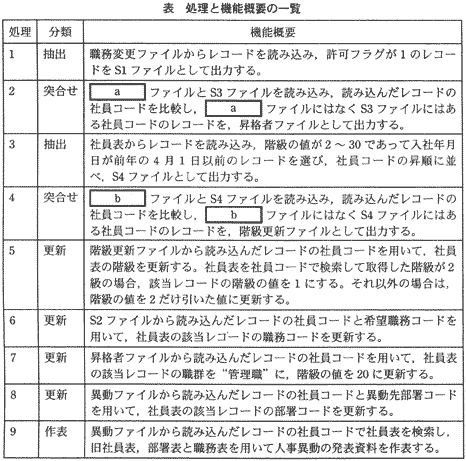 表　処理と機能概要の一覧
処理 分類 機能概要
1 抽出 職務変更ファイルからレコードを読み込み，許可フラグが1のレコー
ドをS1ファイルとして出力する。
2 突合せ a ファイルとS3ファイルを読み込み，読み込んだレコードの
社員コードを比較し， a ファイルにはなくS3ファイルにはあ
る社員コードのレコードを，昇格者ファイルとして出力する。
3 抽出 社員表からレコードを読み込み，階級の値が2～30であって入社年月
日が前年の4月1日以前のレコードを選び，社員コードの昇順に並
べ，S4ファイルとして出力する。
4 突合せ b ファイルとS4ファイルを読み込み，読み込んだレコードの
社員コードを比較し， b ファイルにはなくS4ファイルにはあ
る社員コードのレコードを，階級更新ファイルとして出力する。
5 更新 階級更新ファイルから読み込んだレコードの社員コードを用いて，社員
表の階級を更新する。社員表を社員コードで検索して取得した階級が2
級の場合，該当レコードの階級の値を1にする。それ以外の場合は，
階級の値を2だけ引いた値に更新する。
6 更新 S2ファイルから読み込んだレコードの社員コードと希望職務コードを
用いて，社員表の該当レコードの職務コードを更新する。
7 更新 昇格者ファイルから読み込んだレコードの社員コードを用いて，社員表
の該当レコードの職群を“管理職”に，階級の値を20に更新する。
8 更新 異動ファイルから読み込んだレコードの社員コードと異動先部署コード
を用いて，社員表の該当レコードの部署コードを更新する。
9 作表 異動ファイルから読み込んだレコードの社員コードで社員表を検索し，
旧社員表，部署表と職務表を用いて人事異動の発表資料を作表する。